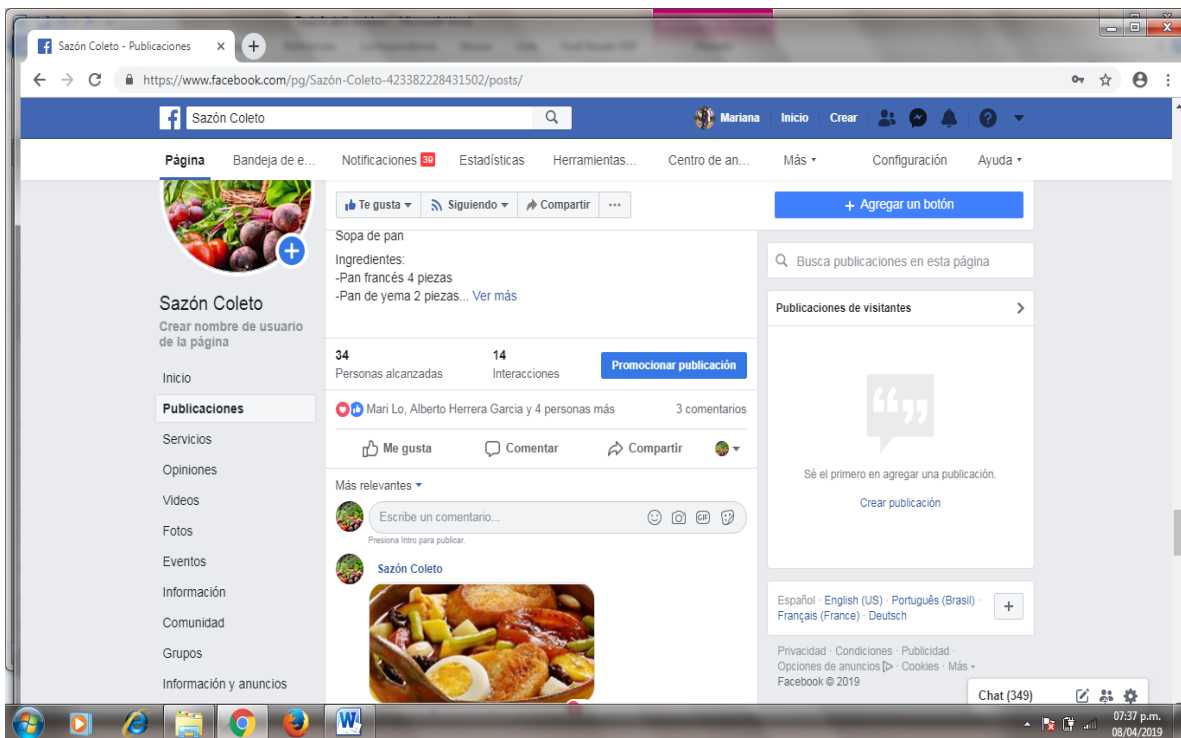 Sazón Coleto - Publicaciones
https://www.facebook.com/pg/Sazón-Coleto-423382228431502/posts/
Sazón Coleto
Mariana Inicio Crear
Página Bandeja de e... Notificaciones 39 Estadísticas Herramientas... Centro de an... Más Configuración Ayuda
Te gusta Siguiendo Compartir ...
+ Agregar un botón
Sazón Coleto
Crear nombre de usuario
de la página
Inicio
Publicaciones
Servicios
Opiniones
Videos
Fotos
Eventos
Información
Comunidad
Grupos
Información y anuncios
Sopa de pan
Ingredientes:
-Pan francés 4 piezas
-Pan de yema 2 piezas... Ver más
34 14
Personas alcanzadas Interacciones
Promocionar publicación
Mari Lo, Alberto Herrera Garcia y 4 personas más 3 comentarios
Me gusta Comentar Compartir
Más relevantes
Escribe un comentario... GIF
Presiona Intro para publicar.
Sazón Coleto
Busca publicaciones en esta página
Publicaciones de visitantes
Sé el primero en agregar una publicación.
Crear publicación
Español · English (US) · Português (Brasil) ·
Français (France) · Deutsch
Privacidad · Condiciones · Publicidad ·
Opciones de anuncios · Cookies · Más
Facebook © 2019
Chat (349)
07:37 p.m.
08/04/2019